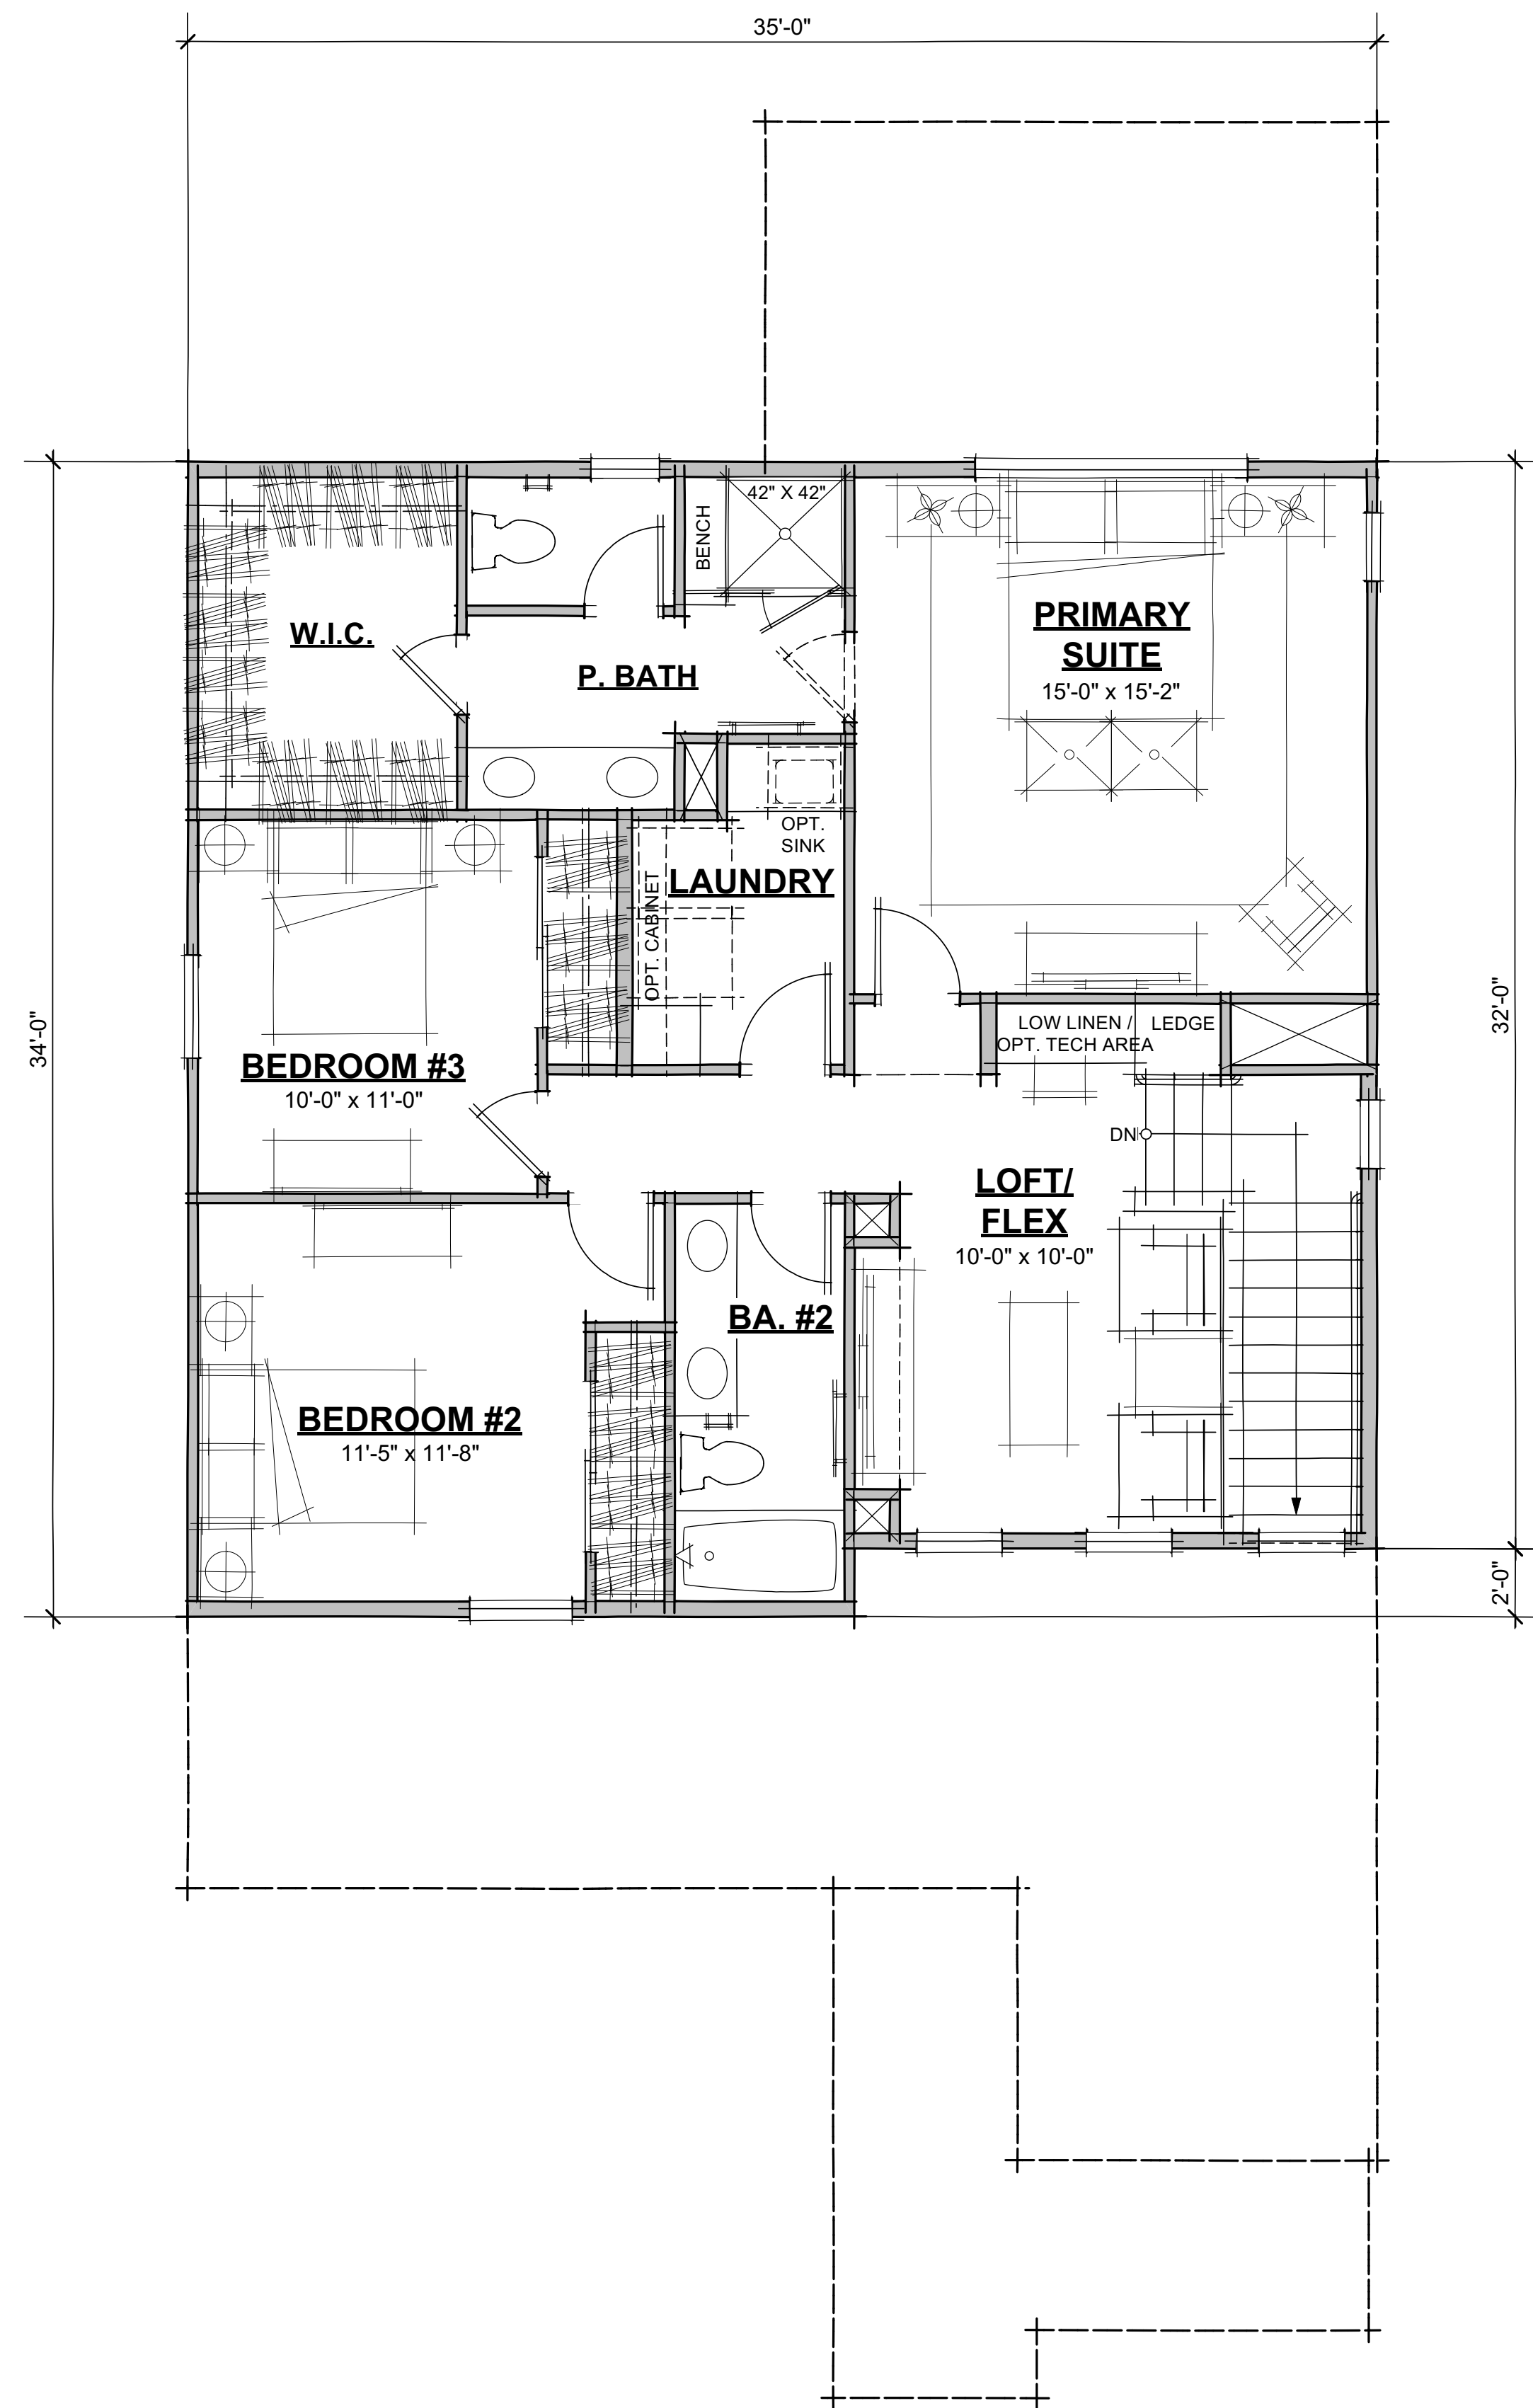 35'-0"
42" X 42"
BENCH
PRIMARY
SUITE
15'-0" x 15'-2"
W.I.C.
P. BATH
OPT.
SINK
LAUNDRY
OPT. CABINET
34'-0"
32'-0"
LOW LINEN /
OPT. TECH AREA
LEDGE
BEDROOM #3
10'-0" x 11'-0"
DN
LOFT/
FLEX
10'-0" x 10'-0"
BA. #2
BEDROOM #2
11'-5" x 11'-8"
2'-0"